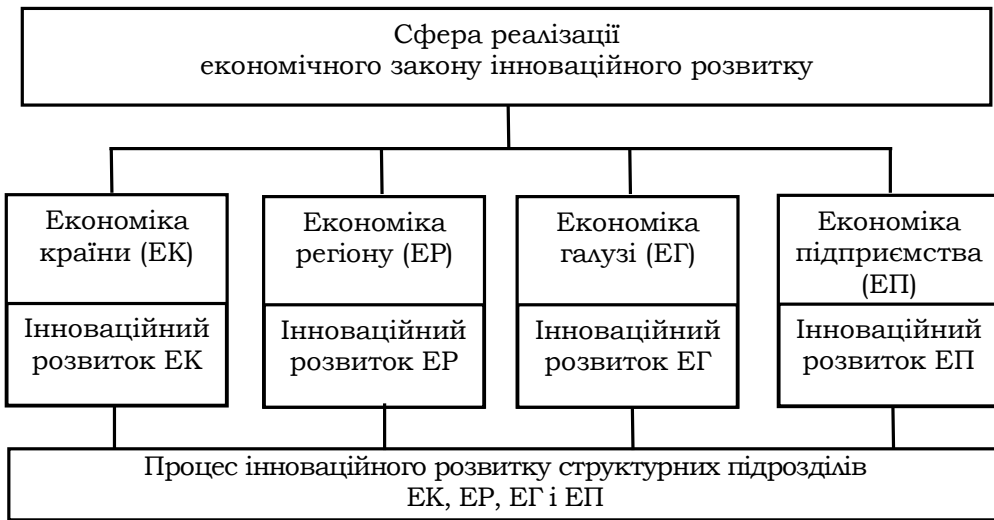 Сфера реалізації
економічного закону інноваційного розвитку
Економіка
країни (ЕК)
Інноваційний
розвиток ЕК
Економіка
регіону (ЕР)
Інноваційний
розвиток ЕР
Економіка
галузі (ЕГ)
Інноваційний
розвиток ЕГ
Економіка
підприємства
(ЕП)
Інноваційний
розвиток ЕП
Процес інноваційного розвитку структурних підрозділів
ЕК, ЕР, ЕГ і ЕП